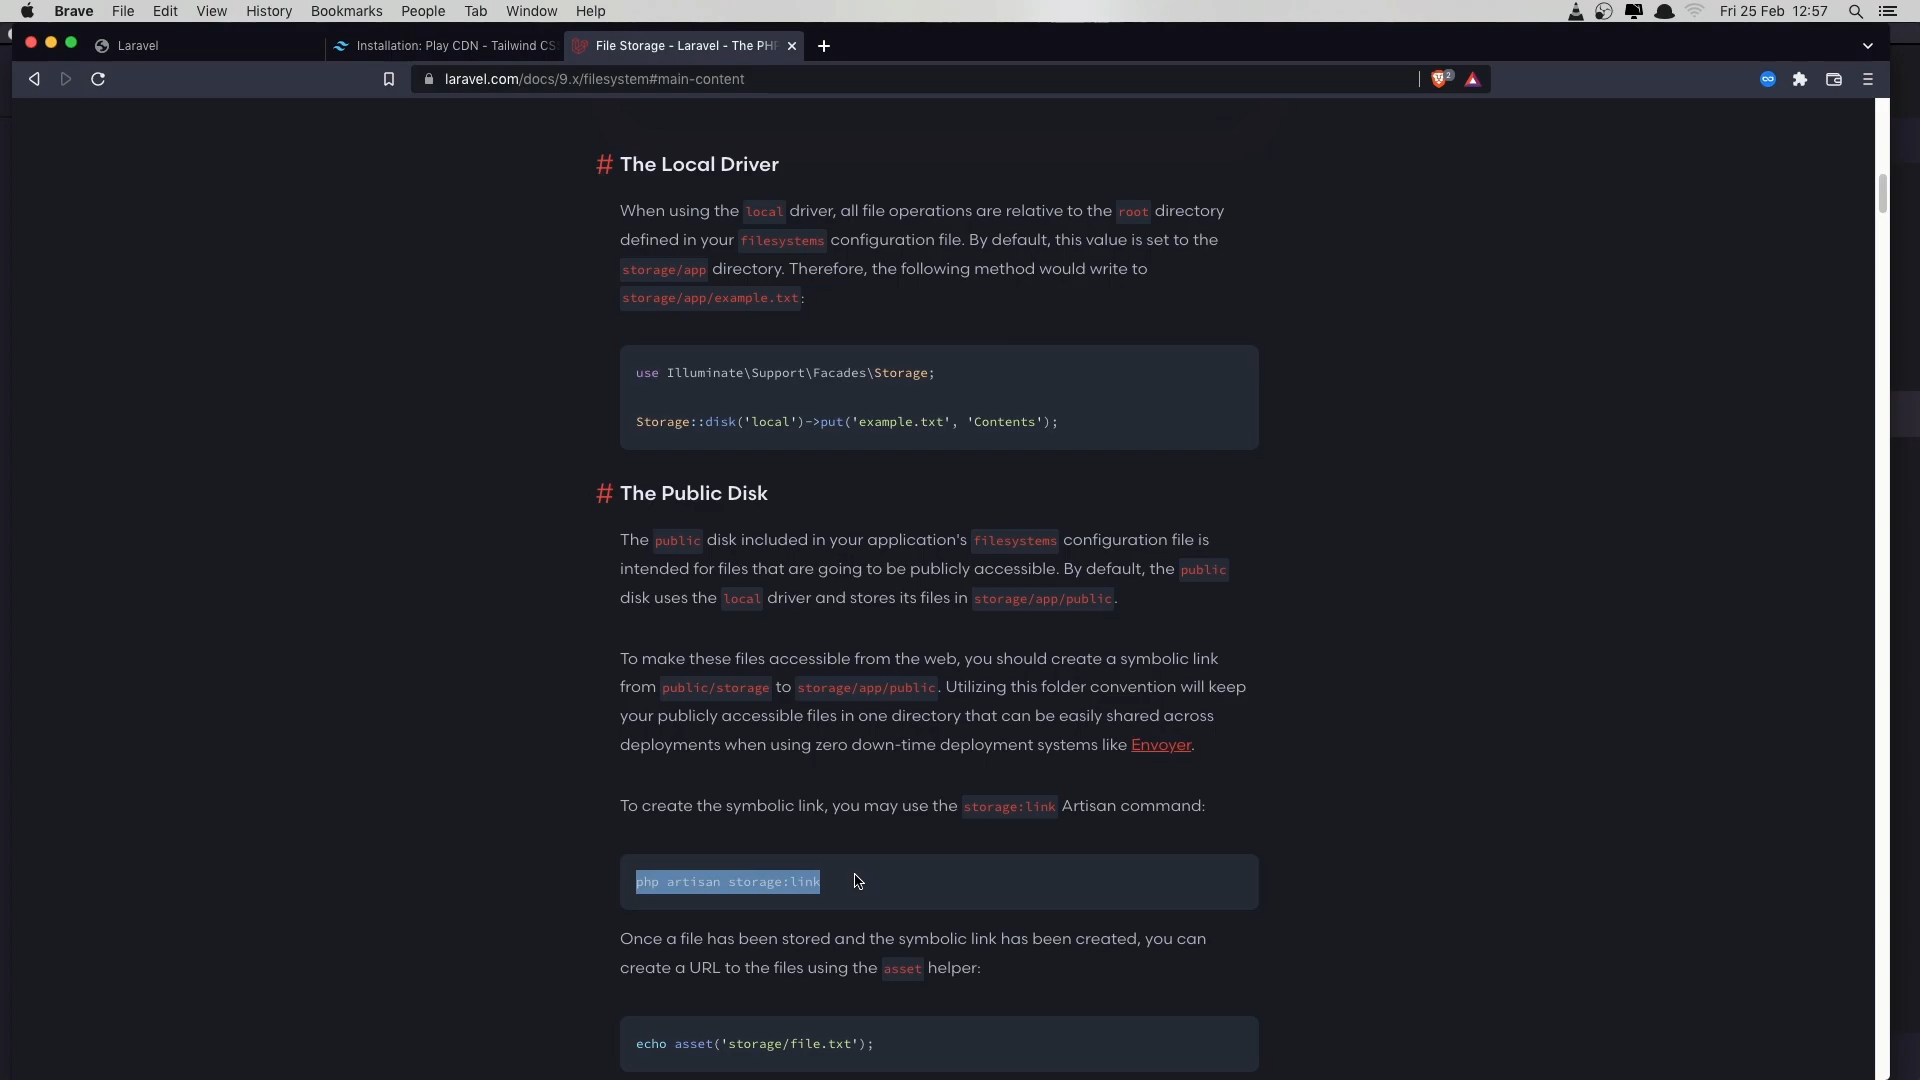 Brave File Edit View History Bookmarks People Tab Window Help Fri 25 Feb 12:57
Laravel Installation: Play CDN - Tailwind CS File Storage - Laravel - The PH
laravel.com/docs/9.x/filesystem#main-content 2
# The Local Driver
When using the local driver, all file operations are relative to the root directory
defined in your filesystems configuration file. By default, this value is set to the
storage/app directory. Therefore, the following method would write to
storage/app/example.txt:
use Illuminate\Support\Facades\Storage;
Storage::disk('local')->put('example.txt', 'Contents');
# The Public Disk
The public disk included in your application's filesystems configuration file is
intended for files that are going to be publicly accessible. By default, the public
disk uses the local driver and stores its files in storage/app/public.
To make these files accessible from the web, you should create a symbolic link
from public/storage to storage/app/public. Utilizing this folder convention will keep
your publicly accessible files in one directory that can be easily shared across
deployments when using zero down-time deployment systems like Envoyer.
To create the symbolic link, you may use the storage:link Artisan command:
php artisan storage:link
Once a file has been stored and the symbolic link has been created, you can
create a URL to the files using the asset helper:
echo asset('storage/file.txt');